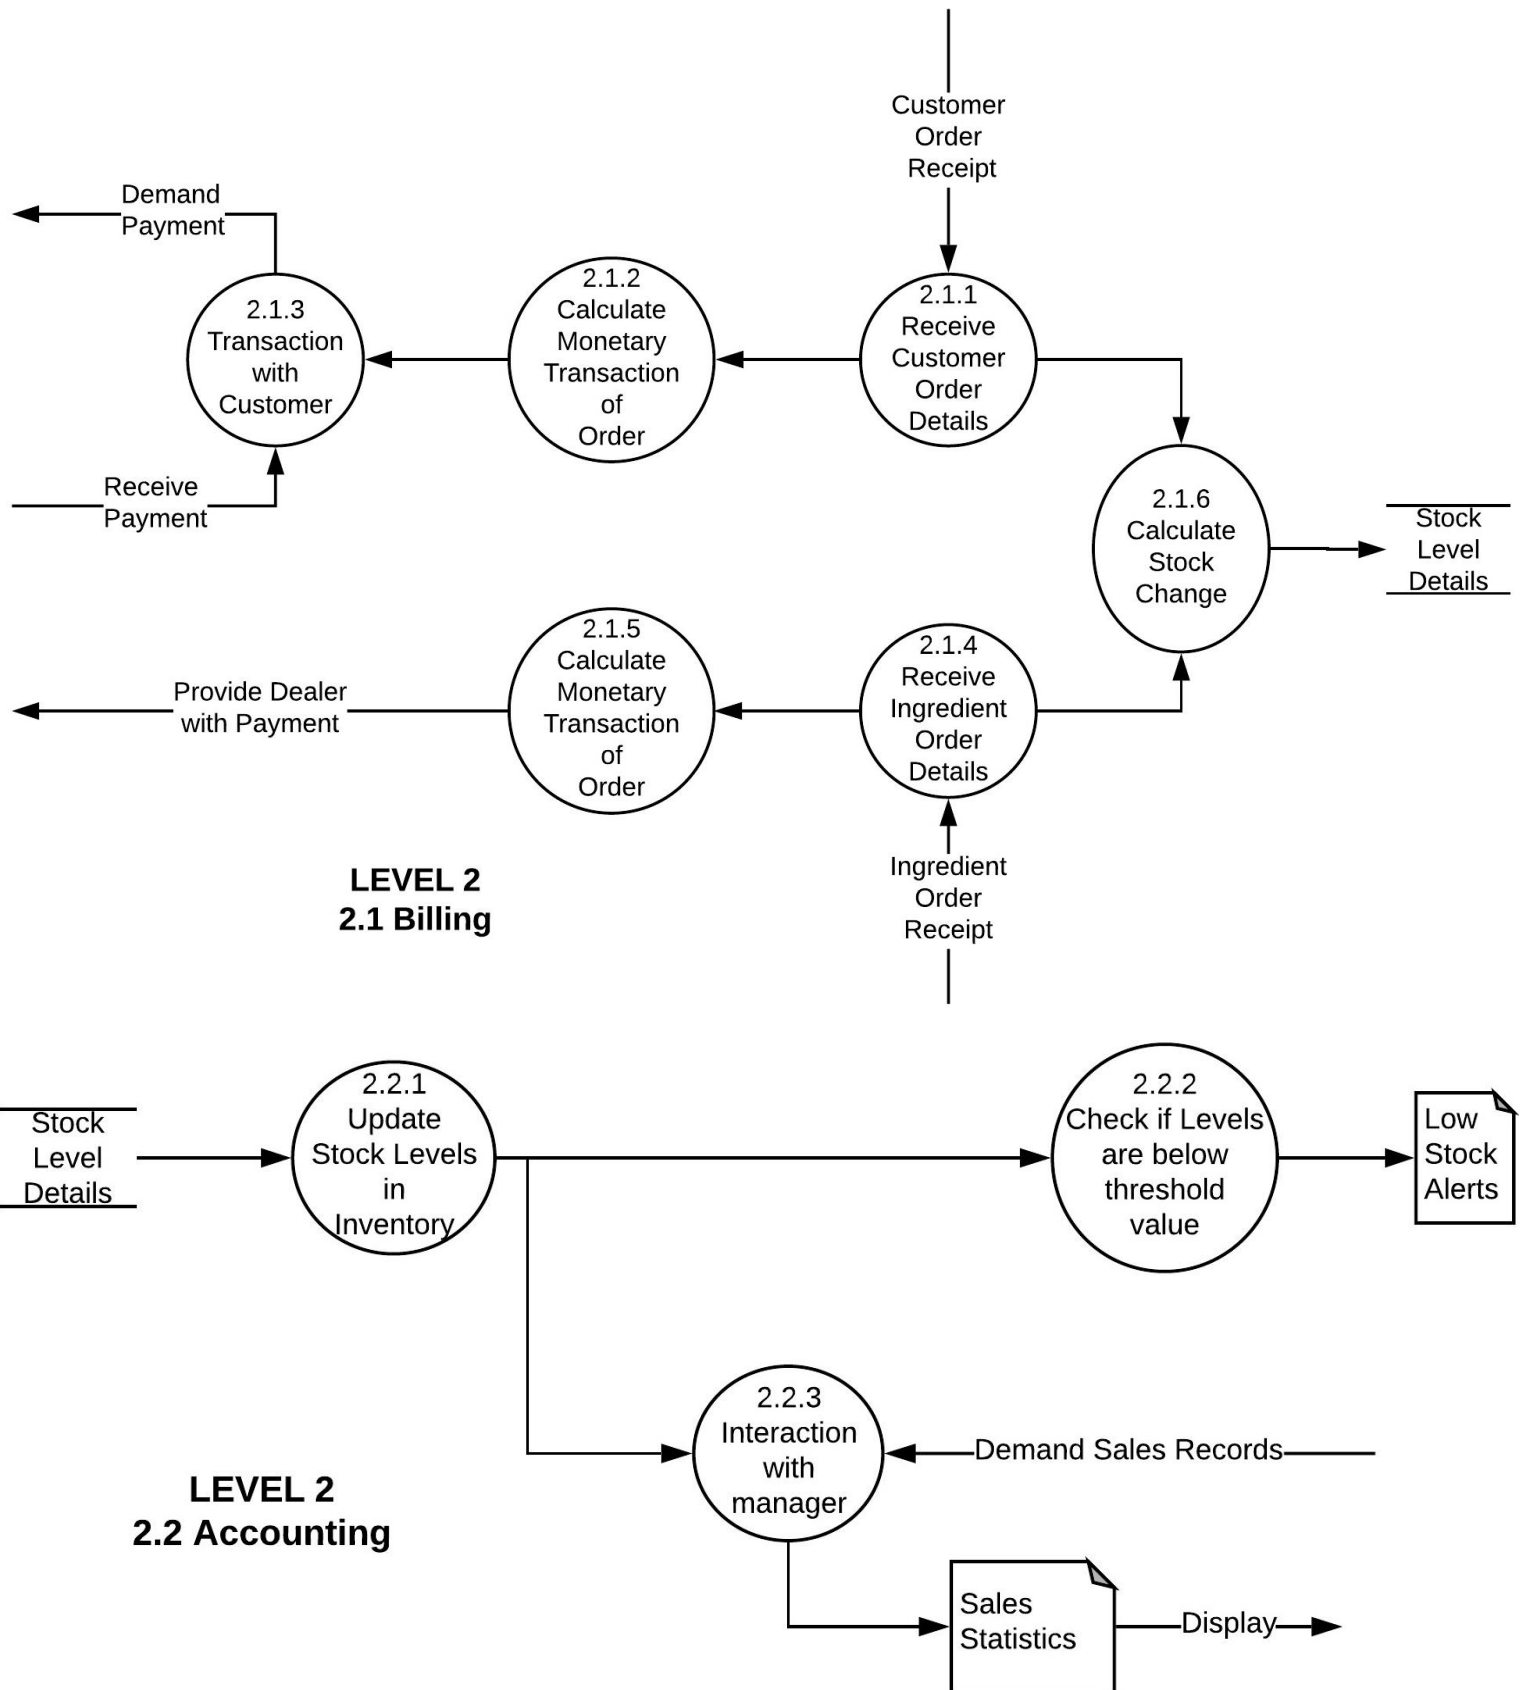 Customer
Order
Receipt
Demand
Payment
2.1.3
Transaction
with
Customer
2.1.2
Calculate
Monetary
Transaction
of
Order
2.1.1
Receive
Customer
Order
Details
Receive
Payment
2.1.6
Calculate
Stock
Change
Stock
Level
Details
Provide Dealer
with Payment
2.1.5
Calculate
Monetary
Transaction
of
Order
2.1.4
Receive
Ingredient
Order
Details
Ingredient
Order
Receipt
LEVEL 2
2.1 Billing
Stock
Level
Details
2.2.1
Update
Stock Levels
in
Inventory
2.2.2
Check if Levels
are below
threshold
value
Low
Stock
Alerts
2.2.3
Interaction
with
manager
Demand Sales Records
LEVEL 2
2.2 Accounting
Sales
Statistics
Display